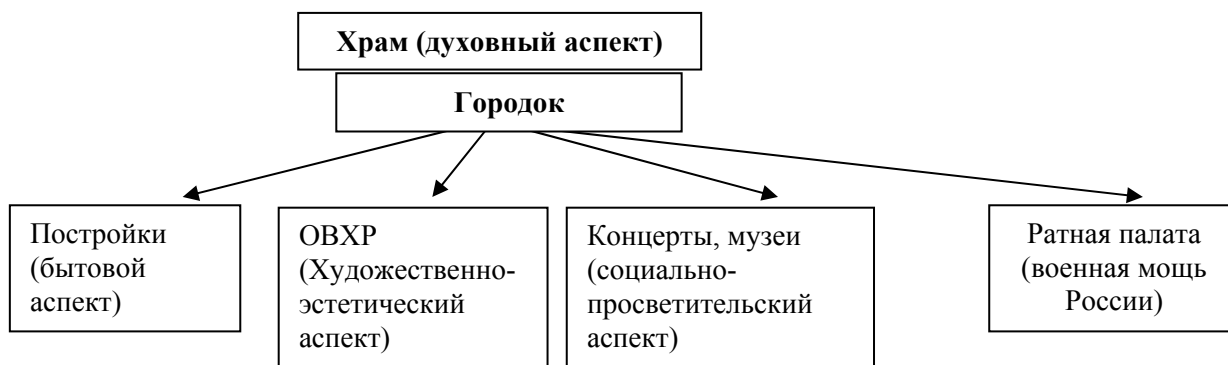 Храм (духовный аспект)
Городок
Постройки
(бытовой
аспект)
ОВХР
(Художественно-
эстетический
аспект)
Концерты, музеи
(социально-
просветительский
аспект)
Ратная палата
(военная мощь
России)